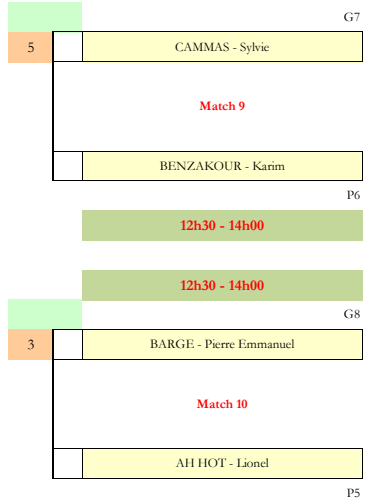 G7
5 CAMMAS - Sylvie
Match 9
BENZAKOUR - Karim
P6
12h30 - 14h00
12h30 - 14h00
G8
3 BARGE - Pierre Emmanuel
Match 10
AH HOT - Lionel
P5